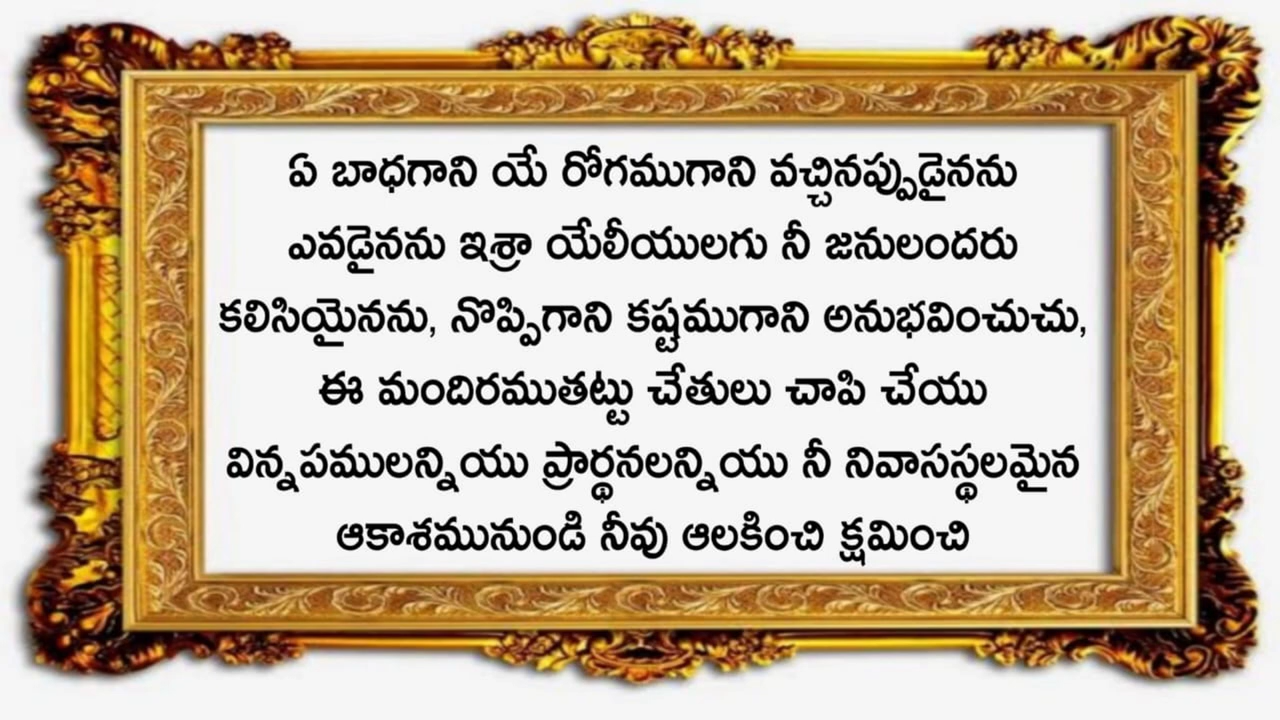 ఏ బాధగాని యే రోగముగాని వచ్చినప్పుడైనను
ఎవడైనను ఇశ్రా యేలీయులగు నీ జనులందరు
కలిసియైనను, నొప్పిగాని కష్టముగాని అనుభవించుచు,
ఈ మందిరముతట్టు చేతులు చాపి చేయు
విన్నపములన్నియు ప్రార్థనలన్నియు నీ నివాసస్థలమైన
ఆకాశమునుండి నీవు ఆలకించి క్షమించి